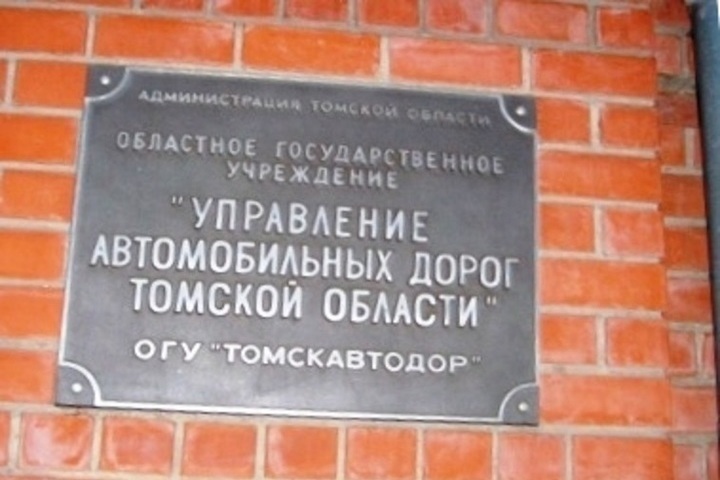 АДМИНИСТРАЦИЯ ТОМСКОЙ ОБЛАСТИ
ОБЛАСТНОЕ ГОСУДАРСТВЕННОЕ
УЧРЕЖДЕНИЕ
"УПРАВЛЕНИЕ
АВТОМОБИЛЬНЫХ ДОРОГ
ТОМСКОЙ ОБЛАСТИ"
ОГУ "ТОМСКАВТОДОР"